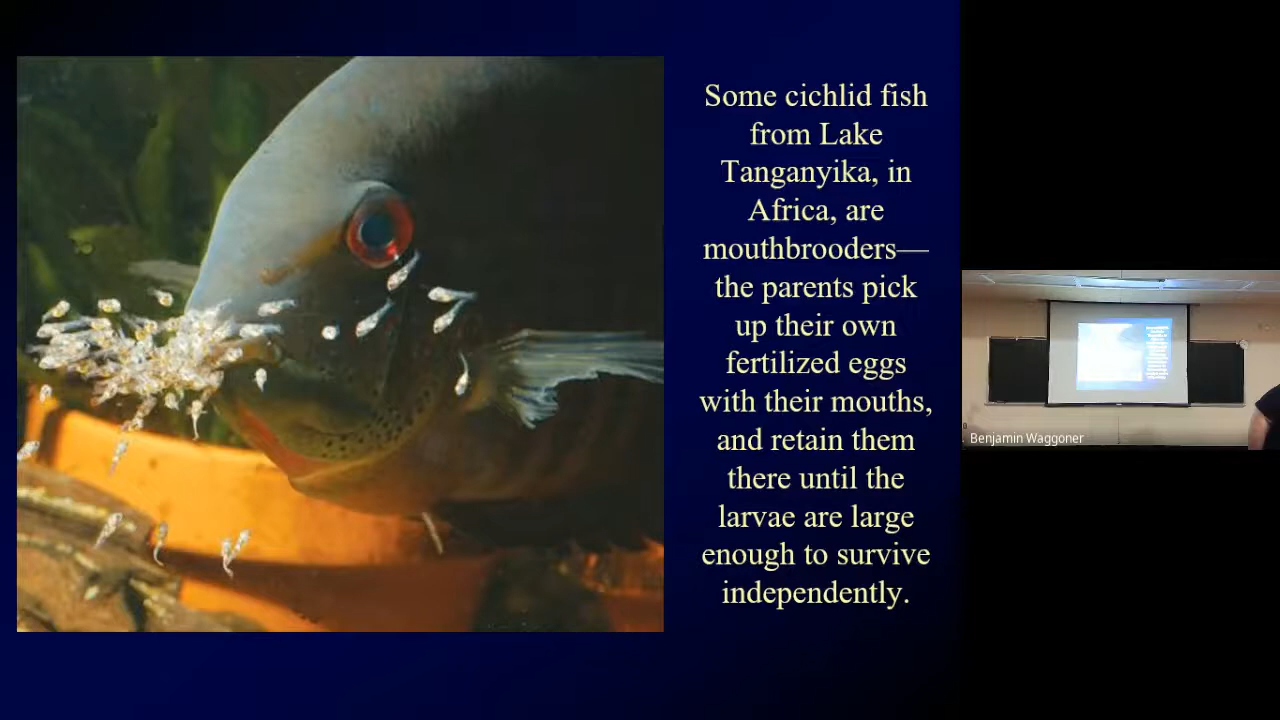 Some cichlid fish
from Lake
Tanganyika, in
Africa, are
mouthbrooders—
the parents pick
up their own
fertilized eggs
with their mouths,
and retain them
there until the
larvae are large
enough to survive
independently.
Benjamin Waggoner